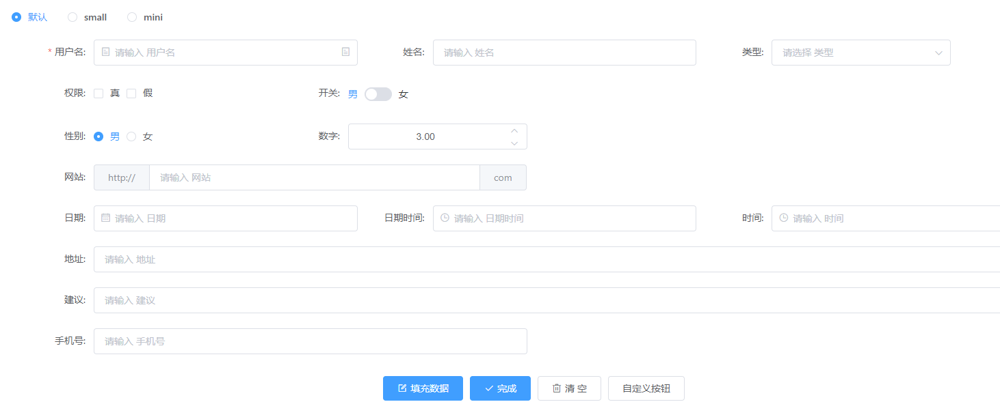 默认 small mini
* 用户名: 请输入 用户名 姓名: 请输入 姓名 类型: 请选择 类型
权限: 真 假 开关: 男 女
性别: 男 女 数字: 3.00
网站: http:// 请输入 网站 com
日期: 请输入 日期 日期时间: 请输入 日期时间 时间: 请输入 时间
地址: 请输入 地址
建议: 请输入 建议
手机号: 请输入 手机号
填充数据 完成 清 空 自定义按钮